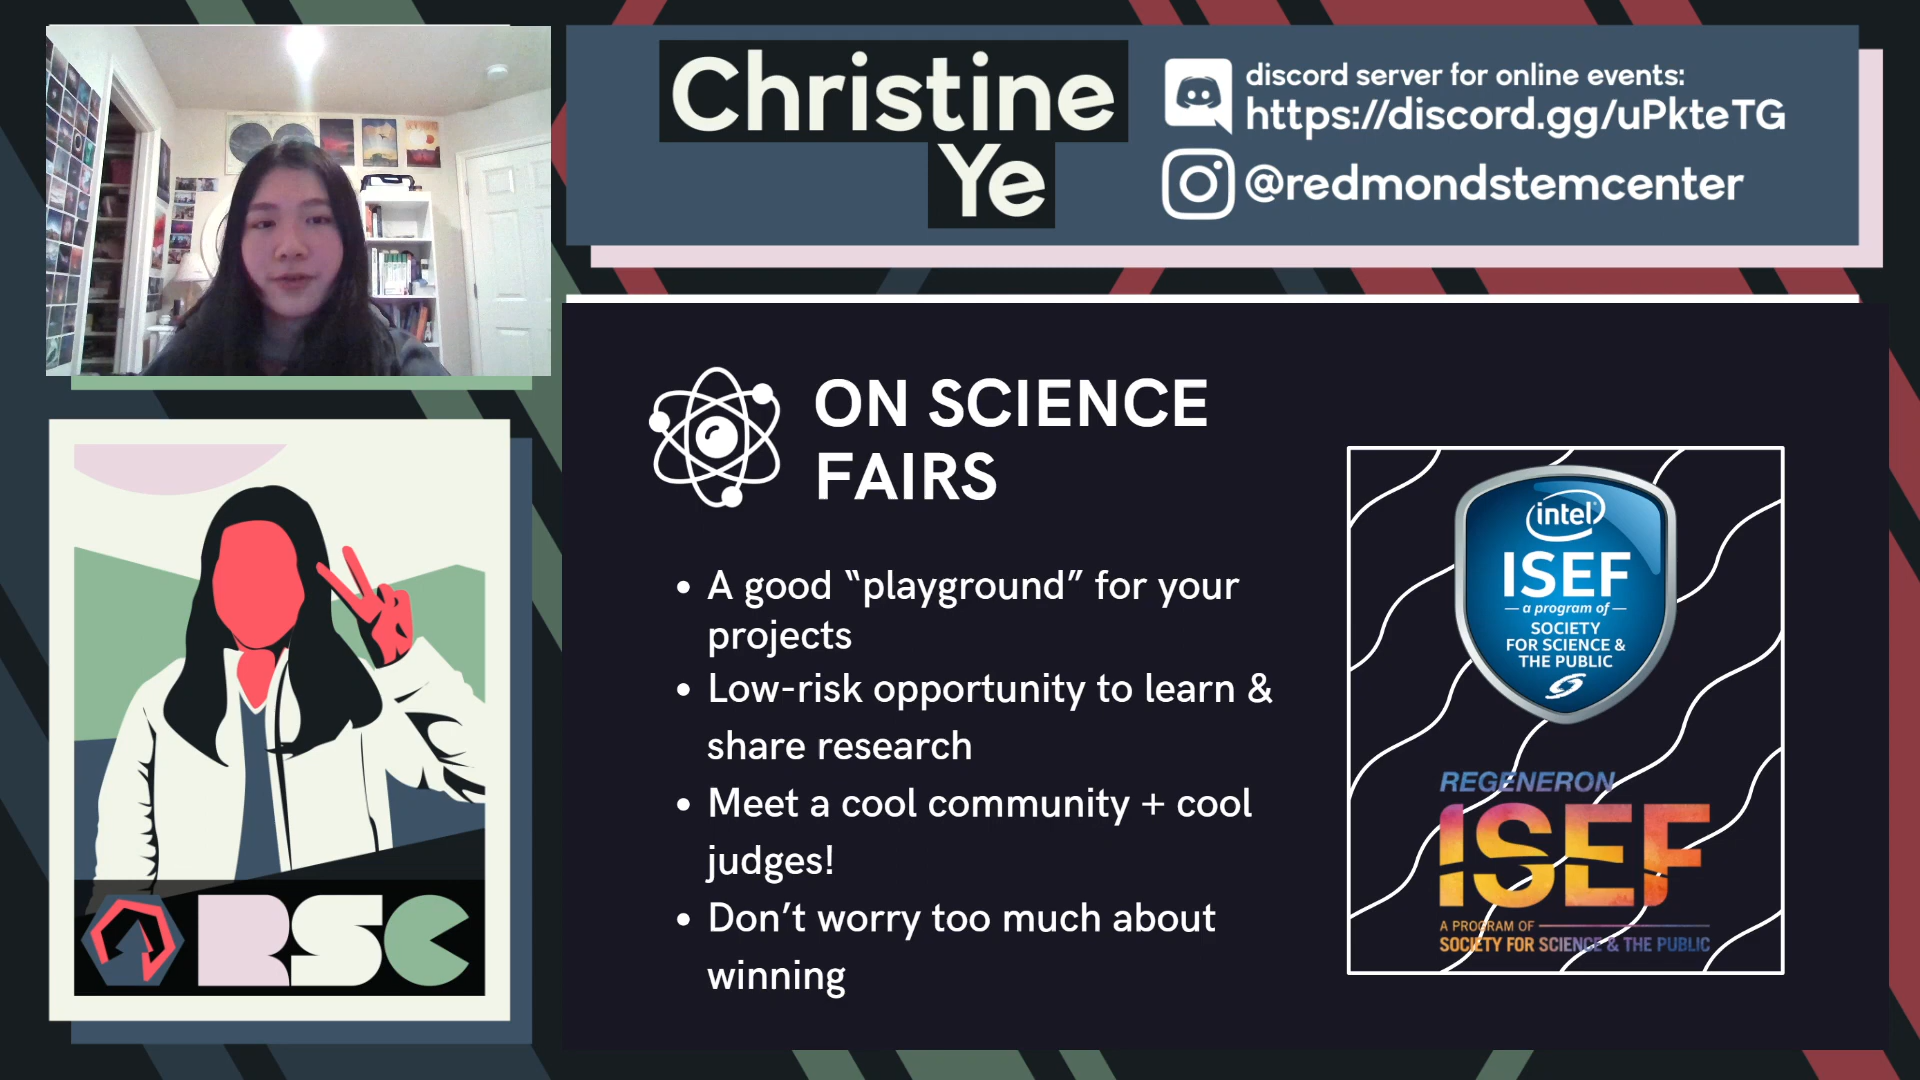 Christine
Ye
discord server for online events:
https://discord.gg/uPkteTG
@redmondstemcenter
ON SCIENCE
FAIRS
• A good “playground” for your
projects
• Low-risk opportunity to learn &
share research
• Meet a cool community + cool
judges!
• Don’t worry too much about
winning
intel
ISEF
— a program of —
SOCIETY
FOR SCIENCE &
THE PUBLIC
REGENERON
ISEF
A PROGRAM OF
SOCIETY FOR SCIENCE & THE PUBLIC
RSC